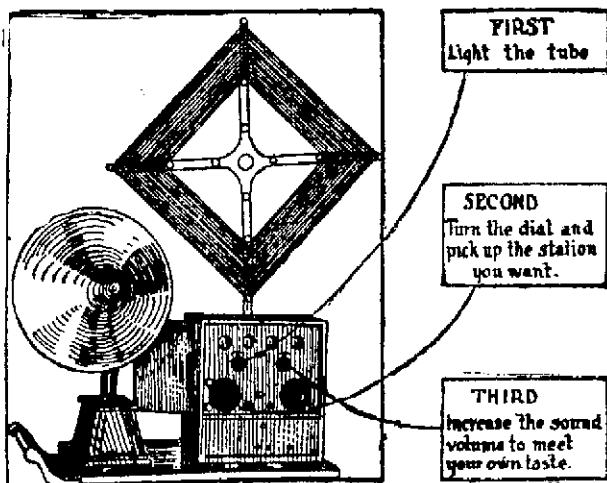 FIRST
Light the tube
SECOND
Turn the dial and
pick up the station
you want.
THIRD
Increase the sound
volume to meet
your own taste.